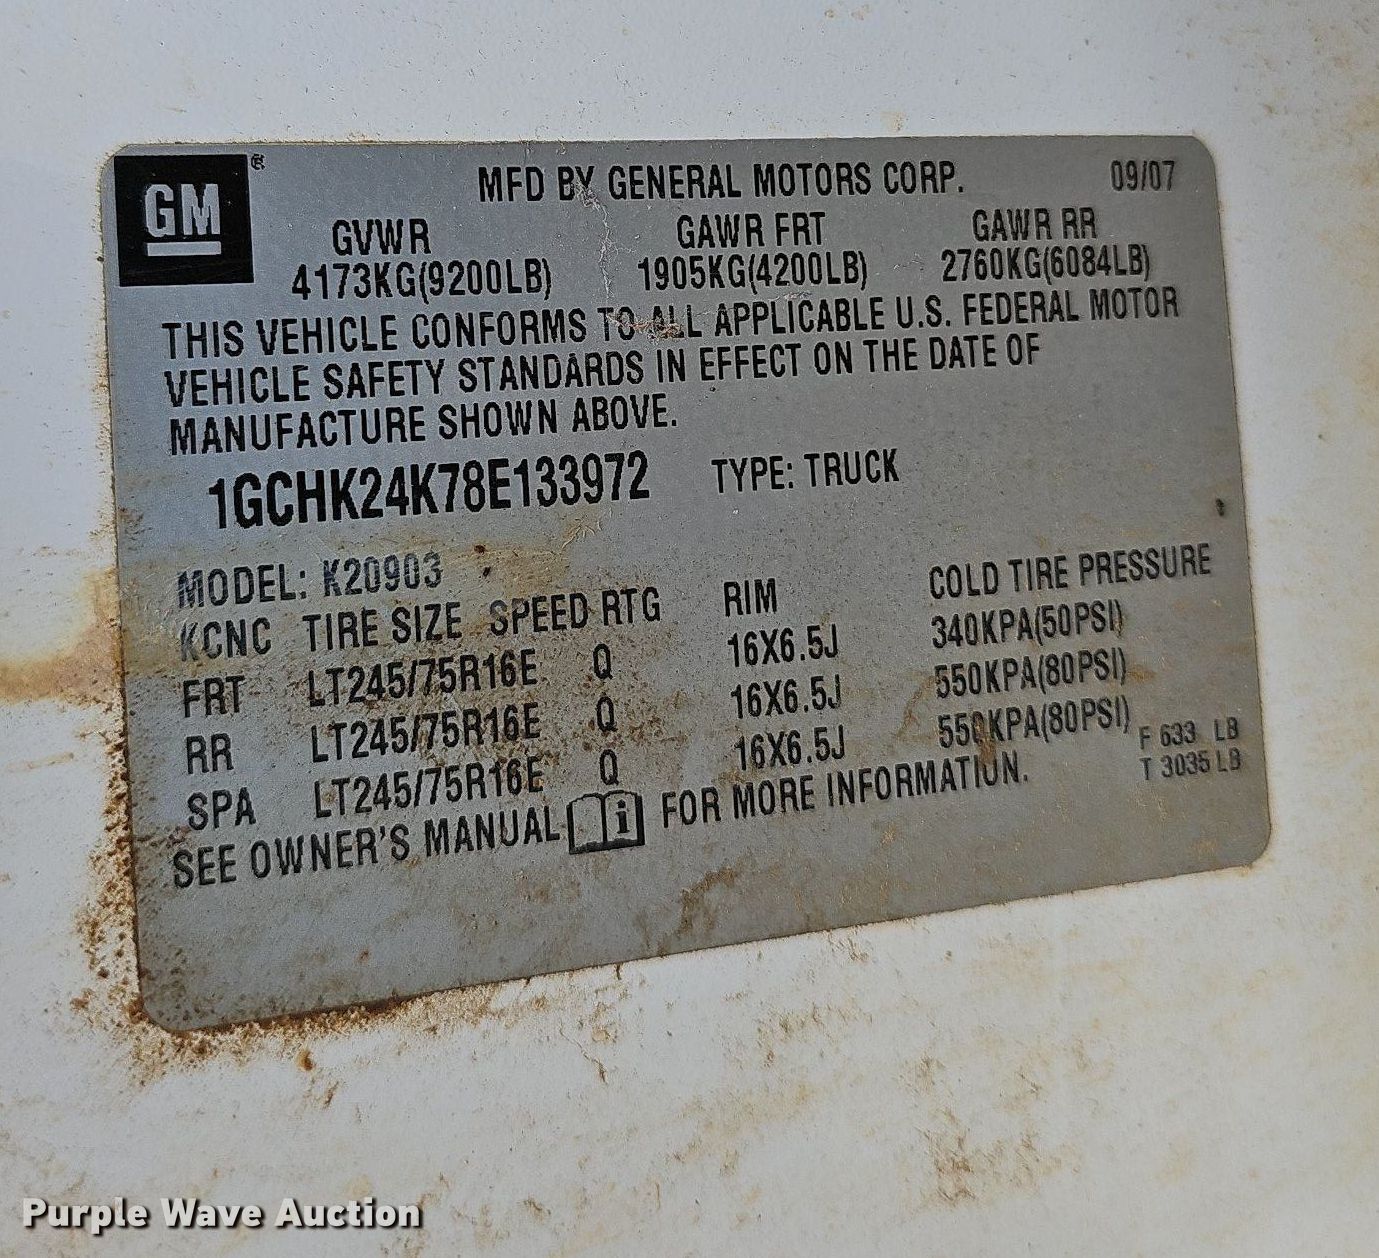 GM ®
MFD BY GENERAL MOTORS CORP. 09/07
GVWR GAWR FRT GAWR RR
4173KG(9200LB) 1905KG(4200LB) 2760KG(6084LB)
THIS VEHICLE CONFORMS TO ALL APPLICABLE U.S. FEDERAL MOTOR
VEHICLE SAFETY STANDARDS IN EFFECT ON THE DATE OF
MANUFACTURE SHOWN ABOVE.
1GCHK24K78E133972 TYPE: TRUCK
MODEL: K20903
KCNC TIRE SIZE SPEED RTG RIM COLD TIRE PRESSURE
FRT LT245/75R16E Q 16X6.5J 340KPA(50PSI)
RR LT245/75R16E Q 16X6.5J 550KPA(80PSI)
SPA LT245/75R16E Q 16X6.5J 550KPA(80PSI)
F 633 LB
T 3035 LB
SEE OWNER'S MANUAL i FOR MORE INFORMATION.
Purple Wave Auction